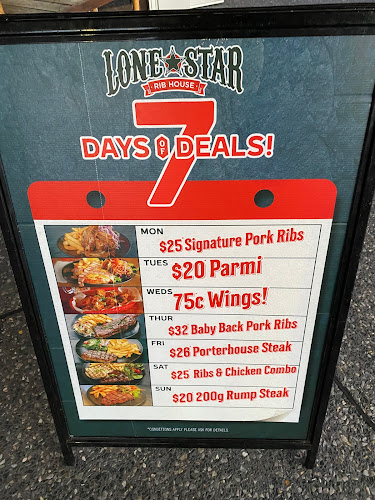 LONE STAR
RIB HOUSE
7
DAYS OF DEALS!
MON
$25 Signature Pork Ribs
TUES
$20 Parmi
WEDS
75c Wings!
THUR
$32 Baby Back Pork Ribs
FRI
$26 Porterhouse Steak
SAT
$25 Ribs & Chicken Combo
SUN
$20 200g Rump Steak
*CONDITIONS APPLY PLEASE ASK FOR DETAILS